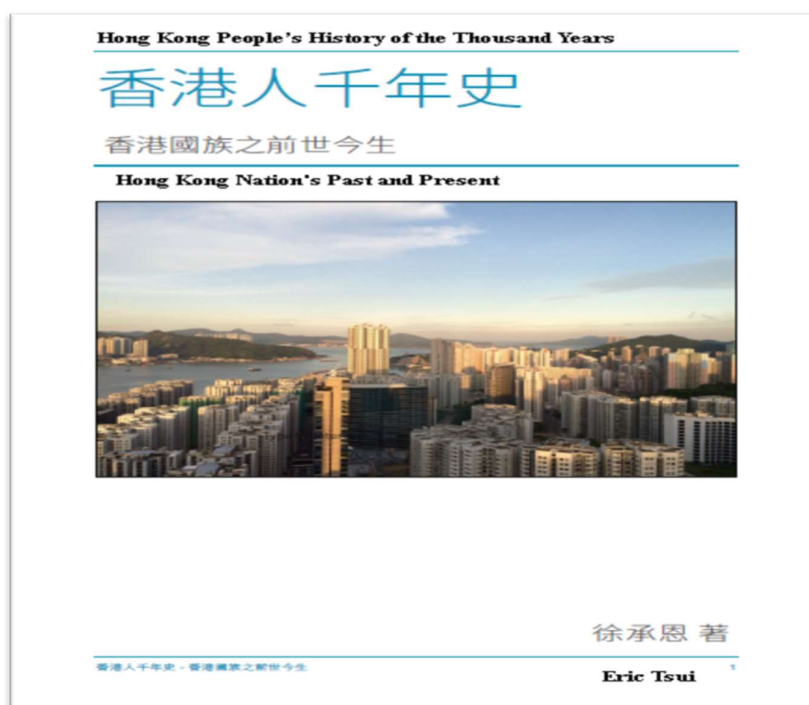 Hong Kong People's History of the Thousand Years
香港人千年史
香港國族之前世今生
Hong Kong Nation's Past and Present
徐承恩 著
香港人千年史 - 香港國族之前世今生 1
Eric Tsui